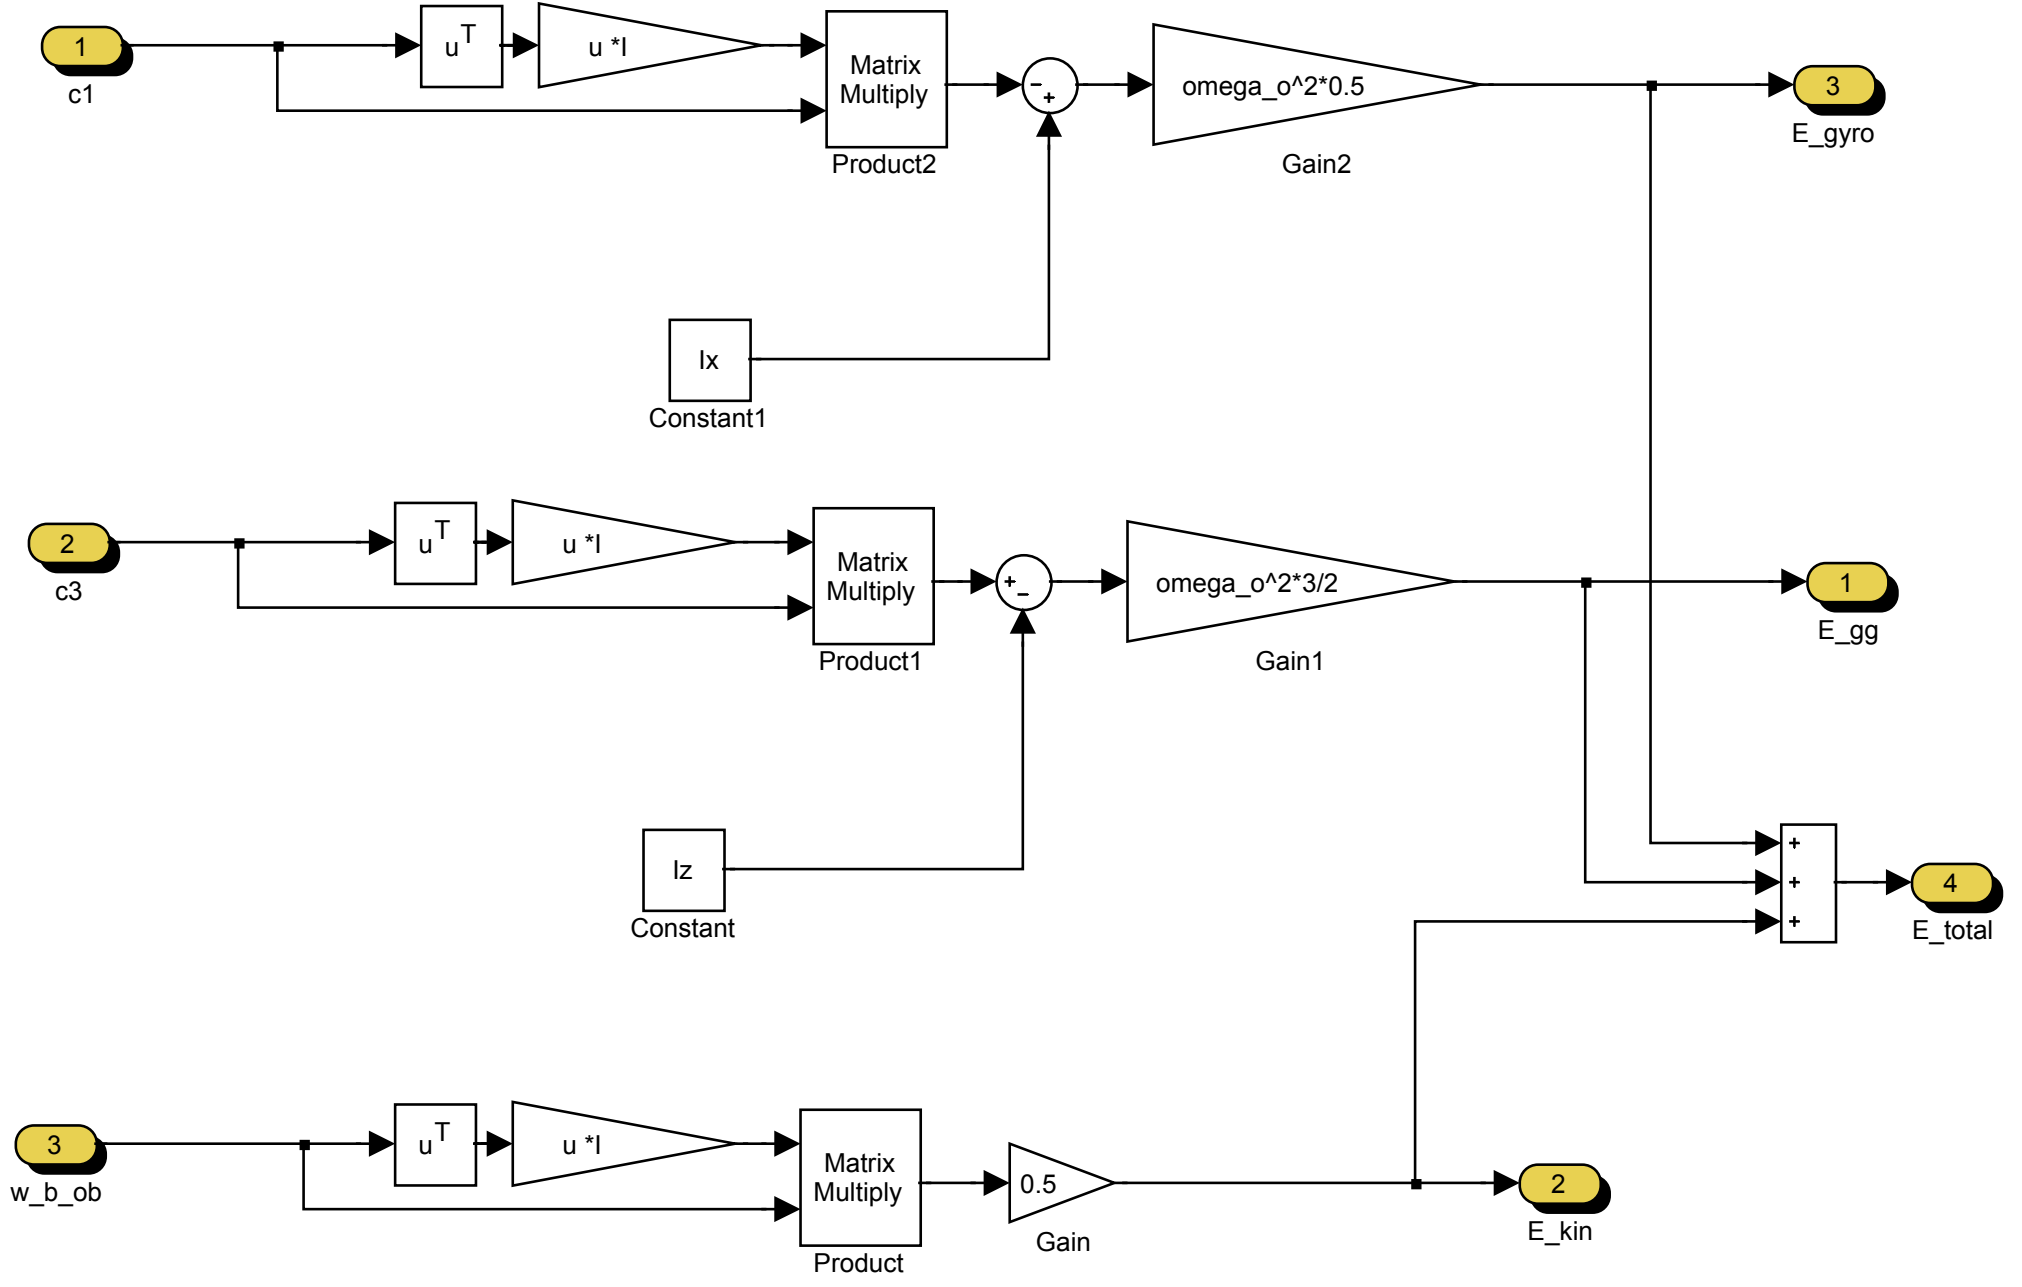 1
c1
u^T
u *I
Matrix
Multiply
Product2
−
+
omega_o^2*0.5
Gain2
3
E_gyro
Ix
Constant1
2
c3
u^T
u *I
Matrix
Multiply
Product1
+
−
omega_o^2*3/2
Gain1
1
E_gg
Iz
Constant
+
+
+
4
E_total
3
w_b_ob
u^T
u *I
Matrix
Multiply
Product
0.5
Gain
2
E_kin